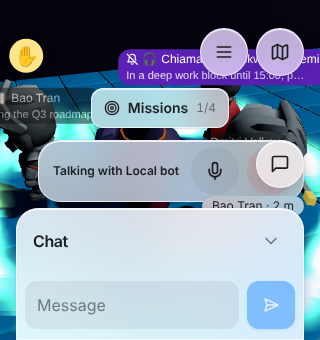 Chiama
In a deep work block until 15:00, p…
Bao Tran
ng the Q3 roadmap
Missions 1/4
Talking with Local bot
Bao Tran · 2 m
Chat
Message